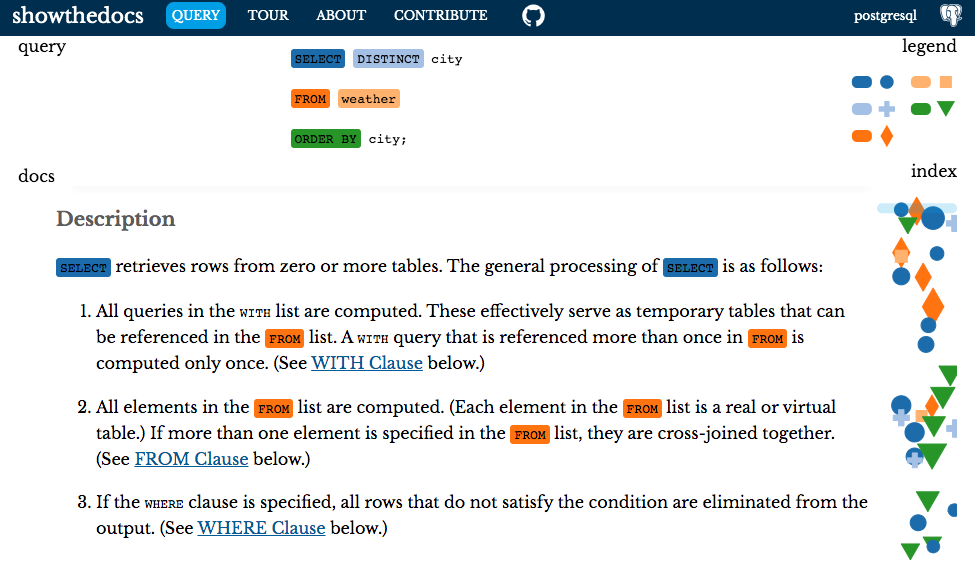 showthedocs QUERY TOUR ABOUT CONTRIBUTE postgresql
query legend
SELECT DISTINCT city
FROM weather
ORDER BY city;
docs index
Description
SELECT retrieves rows from zero or more tables. The general processing of SELECT is as follows:
1. All queries in the WITH list are computed. These effectively serve as temporary tables that can
be referenced in the FROM list. A WITH query that is referenced more than once in FROM is
computed only once. (See WITH Clause below.)
2. All elements in the FROM list are computed. (Each element in the FROM list is a real or virtual
table.) If more than one element is specified in the FROM list, they are cross-joined together.
(See FROM Clause below.)
3. If the WHERE clause is specified, all rows that do not satisfy the condition are eliminated from the
output. (See WHERE Clause below.)